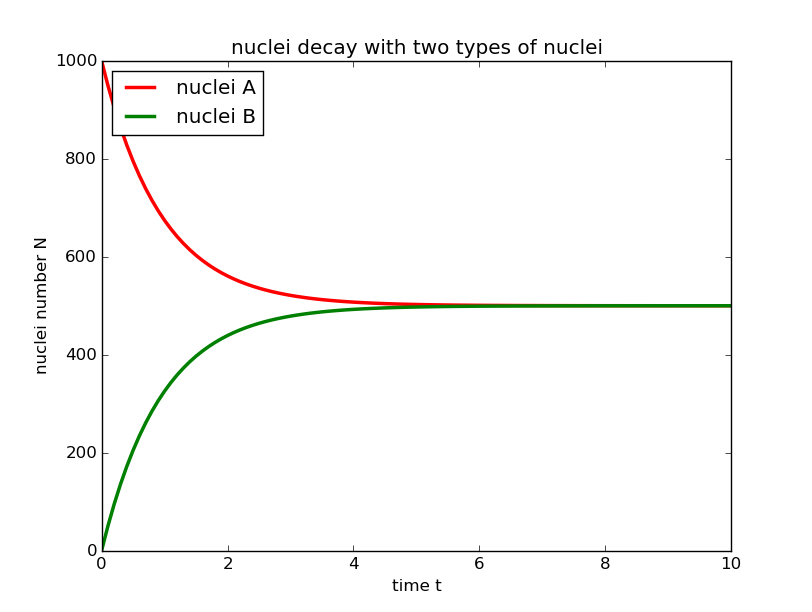 nuclei decay with two types of nuclei
1000
800
600
400
200
0
nuclei number N
nuclei A
nuclei B
0 2 4 6 8 10
time t